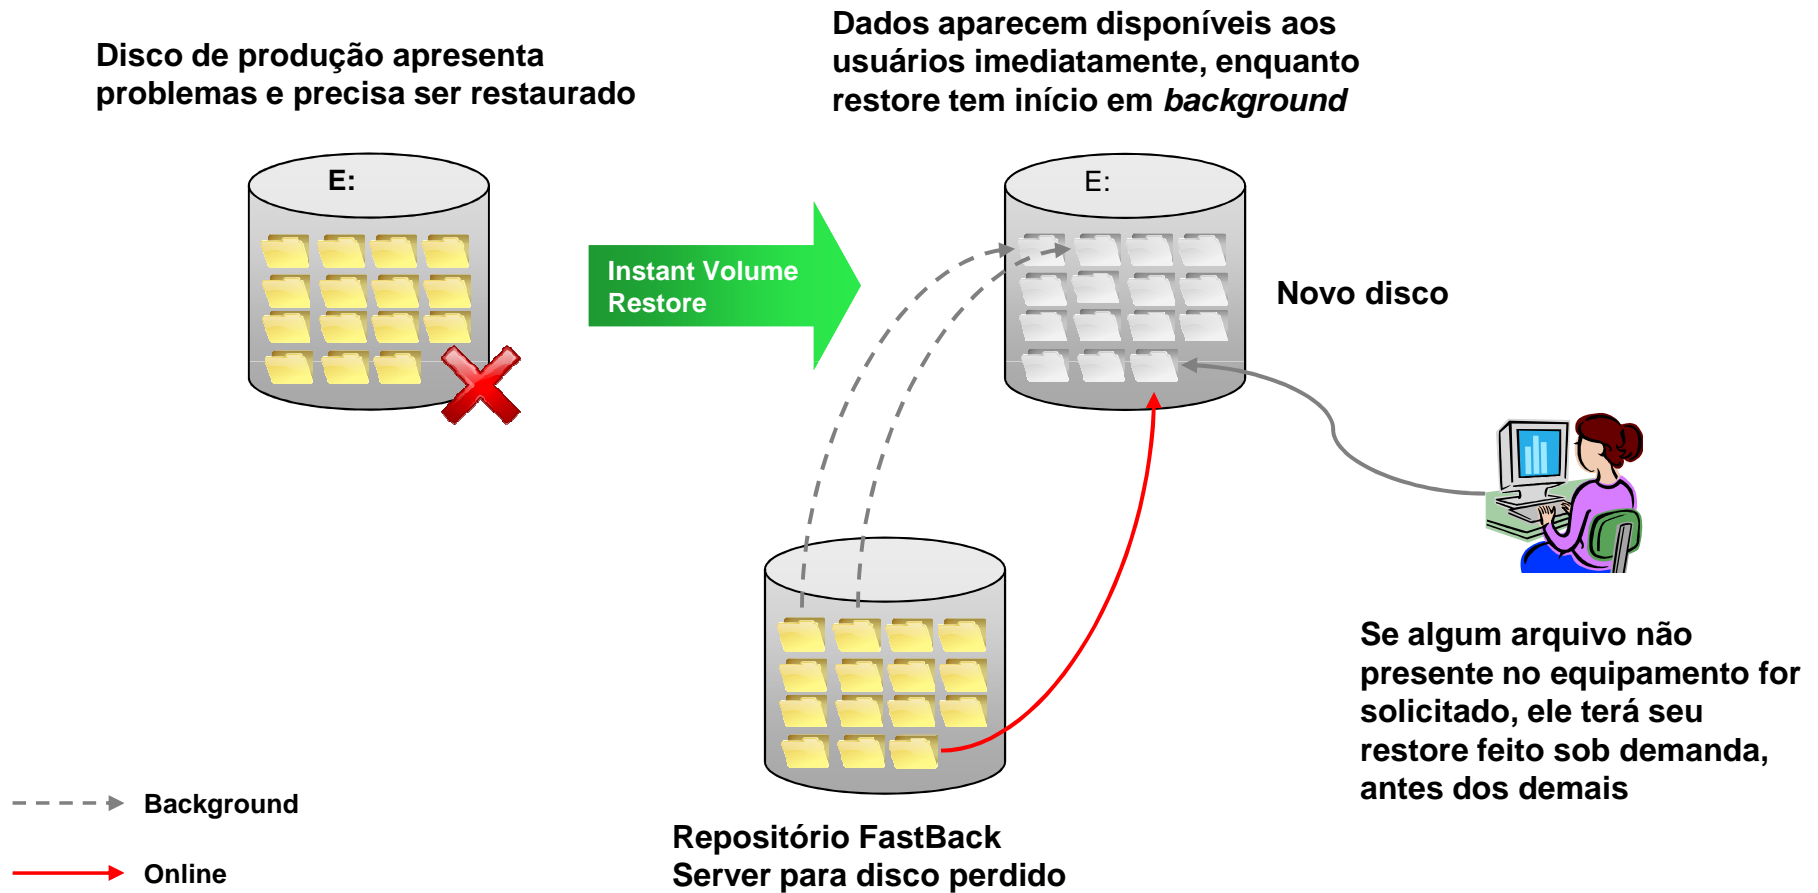 Disco de produção apresenta
problemas e precisa ser restaurado
Dados aparecem disponíveis aos
usuários imediatamente, enquanto
restore tem início em background
E:
E:
Instant Volume
Restore
Novo disco
Se algum arquivo não
presente no equipamento for
solicitado, ele terá seu
restore feito sob demanda,
antes dos demais
Background
Online
Repositório FastBack
Server para disco perdido